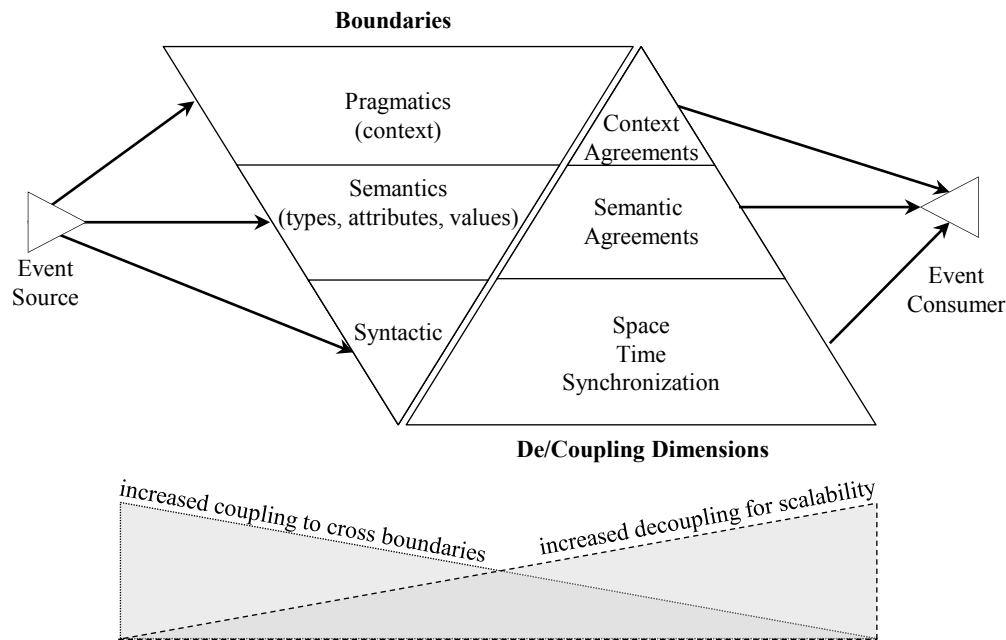 Boundaries
Pragmatics
(context)
Context
Agreements
Semantics
(types, attributes, values)
Semantic
Agreements
Event
Source
Event
Consumer
Syntactic
Space
Time
Synchronization
De/Coupling Dimensions
increased coupling to cross boundaries
increased decoupling for scalability